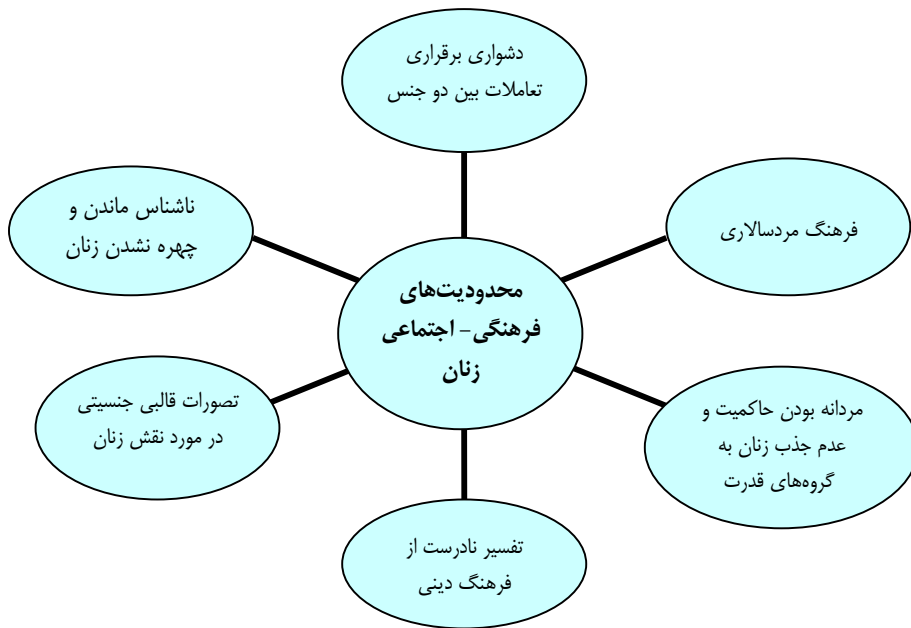 دشواری برقراری
تعاملات بین دو جنس
فرهنگ مردسالاری
ناشناس ماندن و
چهره نشدن زنان
محدودیت‌های
فرهنگی- اجتماعی
زنان
مردانه بودن حاکمیت و
عدم جذب زنان به
گروه‌های قدرت
تصورات قالبی جنسیتی
در مورد نقش زنان
تفسیر نادرست از
فرهنگ دینی